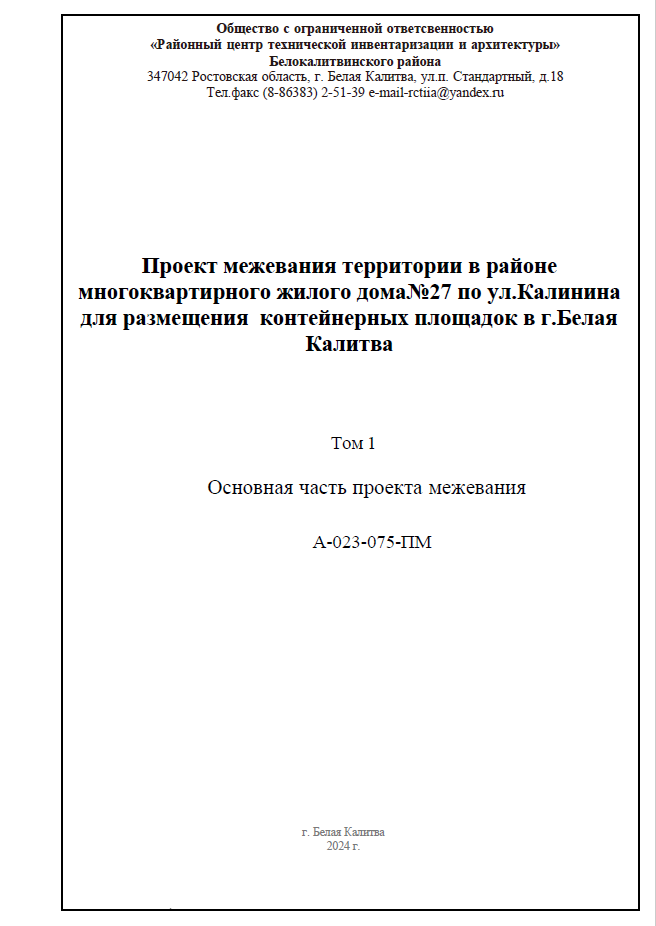 Общество с ограниченной ответсвенностью
«Районный центр технической инвентаризации и архитектуры»
Белокалитвинского района
347042 Ростовская область, г. Белая Калитва, ул.п. Стандартный, д.18
Тел.факс (8-86383) 2-51-39 e-mail-rctiia@yandex.ru
Проект межевания территории в районе
многоквартирного жилого дома№27 по ул.Калинина
для размещения контейнерных площадок в г.Белая
Калитва
Том 1
Основная часть проекта межевания
А-023-075-ПМ
г. Белая Калитва
2024 г.